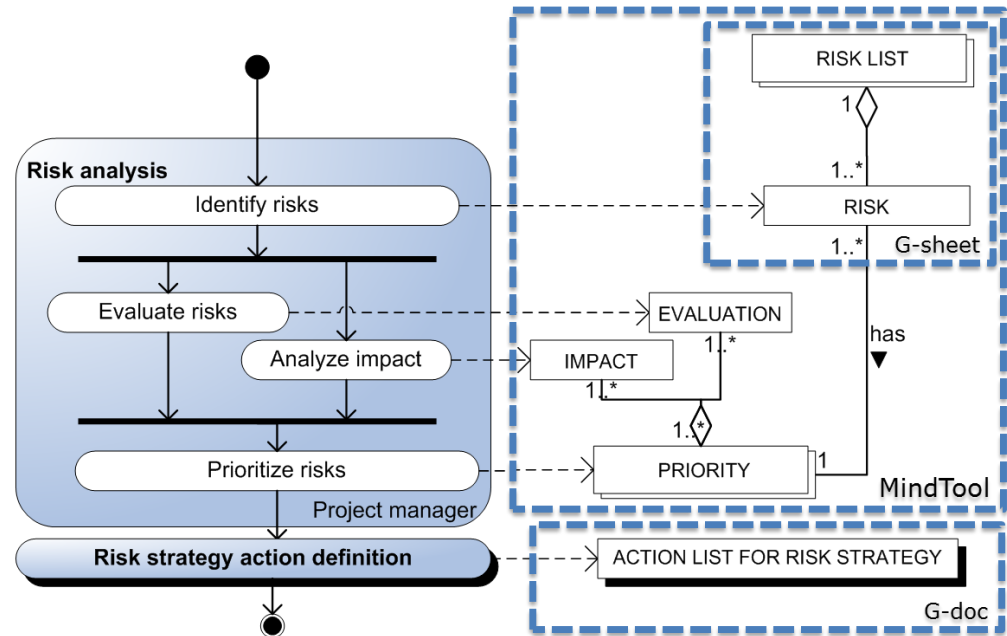 RISK LIST
1
Risk analysis
1..*
Identify risks
RISK
1..*
G-sheet
Evaluate risks
EVALUATION
1..*
has
Analyze impact
IMPACT
1..*
1..*
Prioritize risks
PRIORITY
1
MindTool
Project manager
Risk strategy action definition
ACTION LIST FOR RISK STRATEGY
G-doc